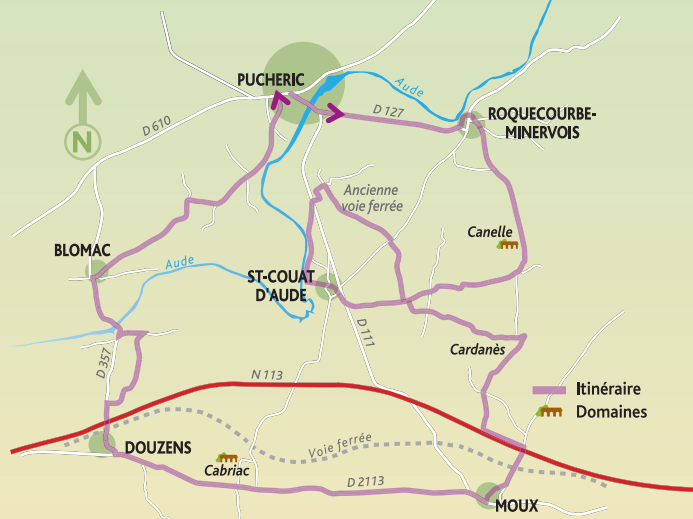 PUCHERIC
Aude
D 127
ROQUECOURBE-
MINERVOIS
D 610
N
Ancienne
voie ferrée
Canelle
BLOMAC
Aude
ST-COUAT
D'AUDE
D 111
Cardanès
D 357
N 113
Itinéraire
Domaines
DOUZENS
Voie ferrée
Cabriac
D 2113
MOUX